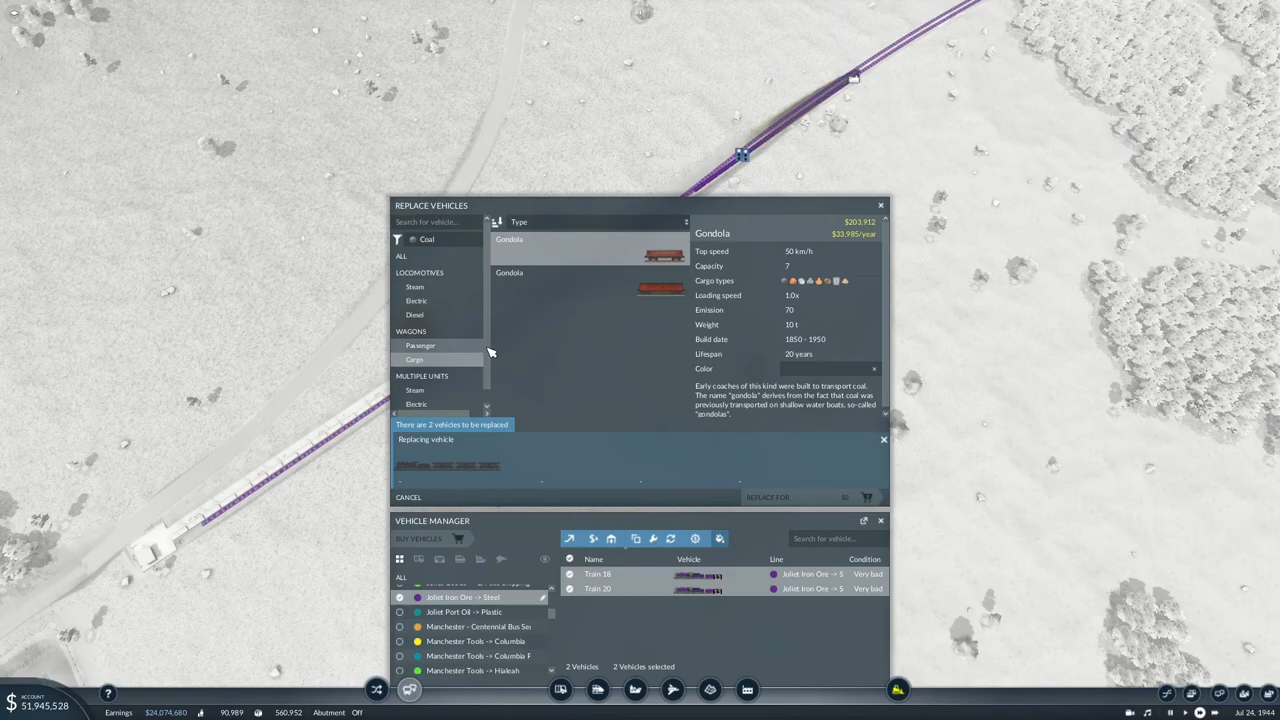 REPLACE VEHICLES
Search for vehicle...
Type
$203,912
Gondola
$33,985/year
Coal
Gondola
ALL
Top speed 50 km/h
LOCOMOTIVES
Capacity 7
Gondola
Steam
Cargo types
Electric
Loading speed 1.0x
Diesel
Emission 70
WAGONS
Weight 10 t
Passenger
Build date 1850 - 1950
Cargo
Lifespan 20 years
MULTIPLE UNITS
Color
Steam
Electric
Early coaches of this kind were built to transport coal.
The name "gondola" derives from the fact that coal was
previously transported on shallow water boats, so-called
"gondolas".
There are 2 vehicles to be replaced
Replacing vehicle
- - - -
CANCEL
REPLACE FOR $0
VEHICLE MANAGER
BUY VEHICLES
Search for vehicle...
Name Vehicle Line Condition
ALL
Train 18 Joliet Iron Ore -> S Very bad
Train 20 Joliet Iron Ore -> S Very bad
Joliet Iron Ore -> Steel
Joliet Port Oil -> Plastic
Manchester - Centennial Bus Ser
Manchester Tools -> Columbia
Manchester Tools -> Columbia P
Manchester Tools -> Hialeah
2 Vehicles 2 Vehicles selected
$ ACCOUNT
51,945,528
?
Earnings $24,074,680 90,989 560,952 Abutment Off
Jul 24, 1944